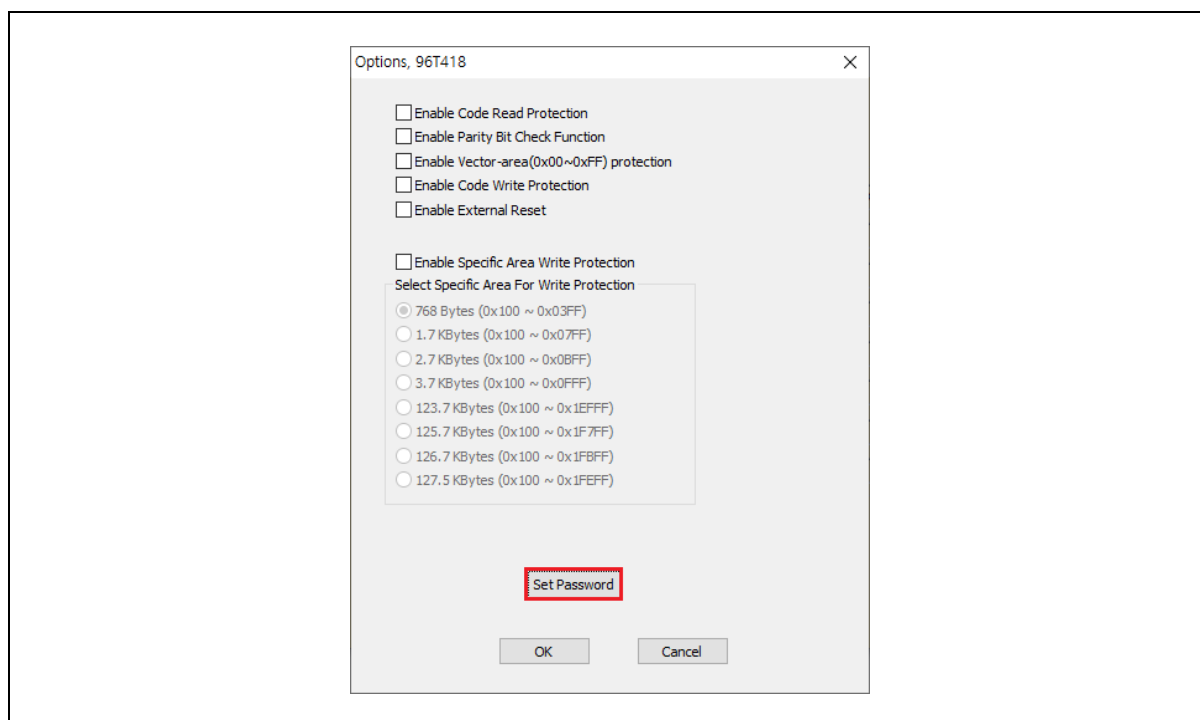 Options, 96T418
Enable Code Read Protection
Enable Parity Bit Check Function
Enable Vector-area(0x00~0xFF) protection
Enable Code Write Protection
Enable External Reset
Enable Specific Area Write Protection
Select Specific Area For Write Protection
768 Bytes (0x100 ~ 0x03FF)
1.7 KBytes (0x100 ~ 0x07FF)
2.7 KBytes (0x100 ~ 0x0BFF)
3.7 KBytes (0x100 ~ 0x0FFF)
123.7 KBytes (0x100 ~ 0x1EFFF)
125.7 KBytes (0x100 ~ 0x1F7FF)
126.7 KBytes (0x100 ~ 0x1FBFF)
127.5 KBytes (0x100 ~ 0x1FEFF)
Set Password
OK Cancel